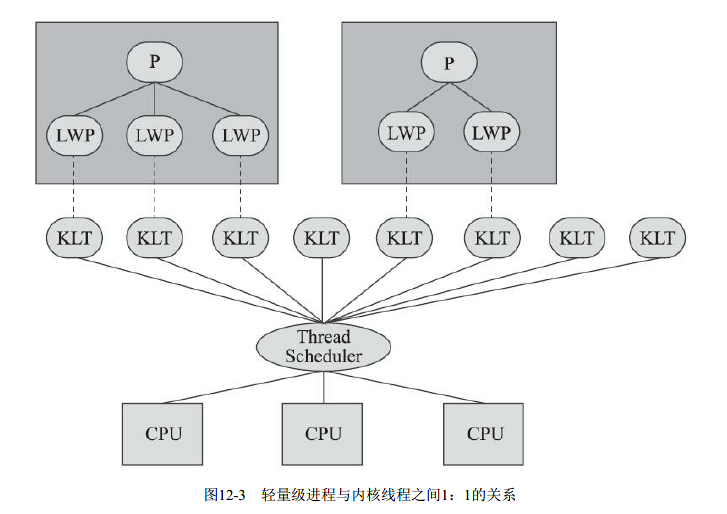 P
P
LWP
LWP
LWP
LWP
LWP
KLT
KLT
KLT
KLT
KLT
KLT
KLT
KLT
Thread
Scheduler
CPU
CPU
CPU
图12-3 轻量级进程与内核线程之间1：1的关系